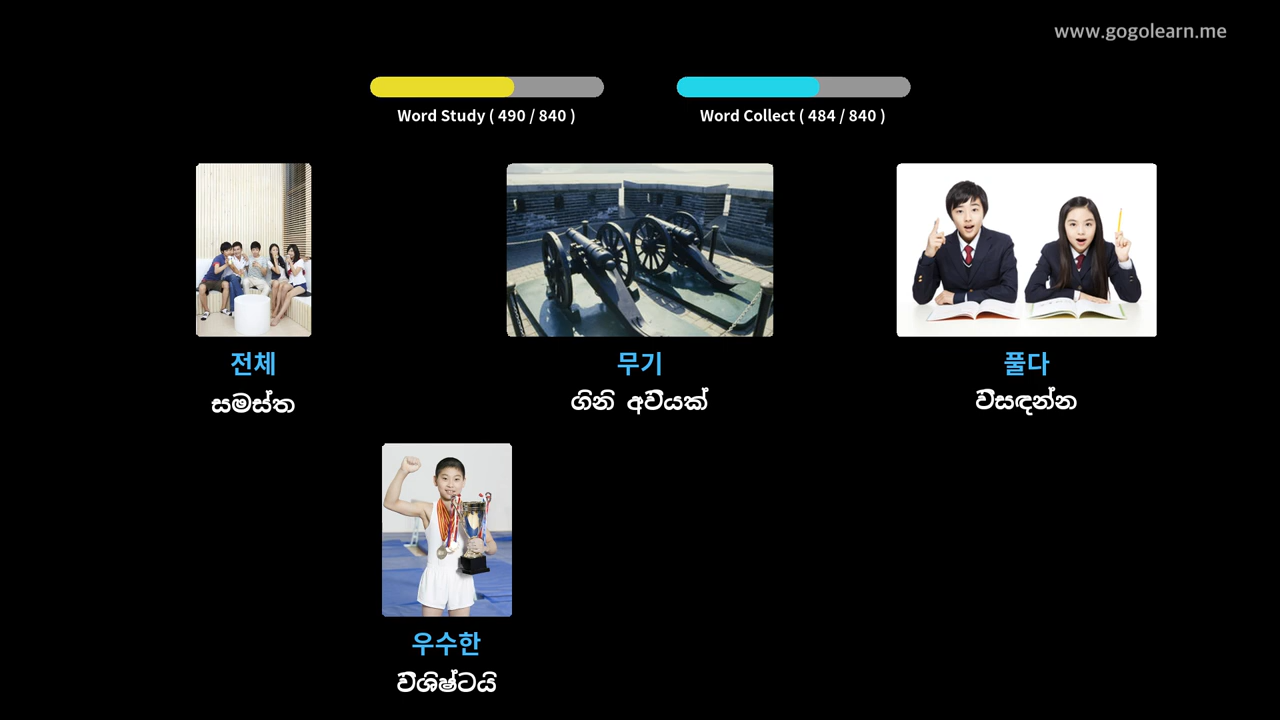 www.gogolearn.me
Word Study ( 490 / 840 )
Word Collect ( 484 / 840 )
전체
සමස්ත
무기
ගිනි අවියක්
풀다
විසඳන්න
우수한
විශිෂ්ටයි